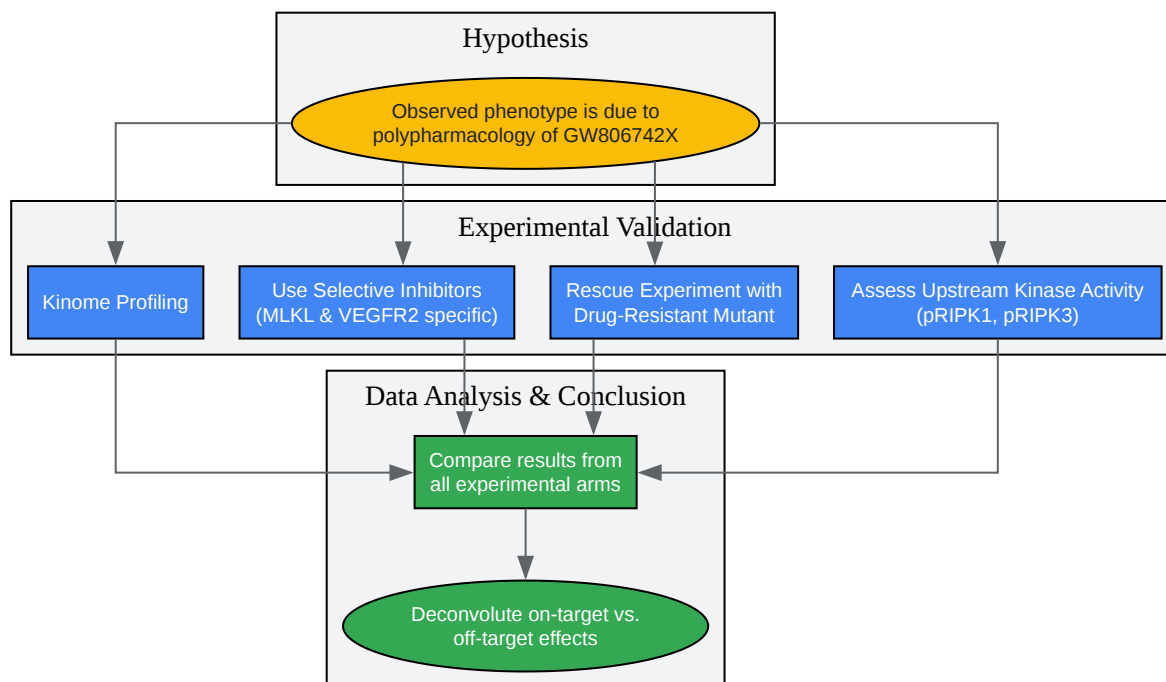 Hypothesis
Observed phenotype is due to
polypharmacology of GW806742X
Experimental Validation
Kinome Profiling
Use Selective Inhibitors
(MLKL & VEGFR2 specific)
Rescue Experiment with
Drug-Resistant Mutant
Assess Upstream Kinase Activity
(pRIPK1, pRIPK3)
Data Analysis & Conclusion
Compare results from
all experimental arms
Deconvolute on-target vs.
off-target effects